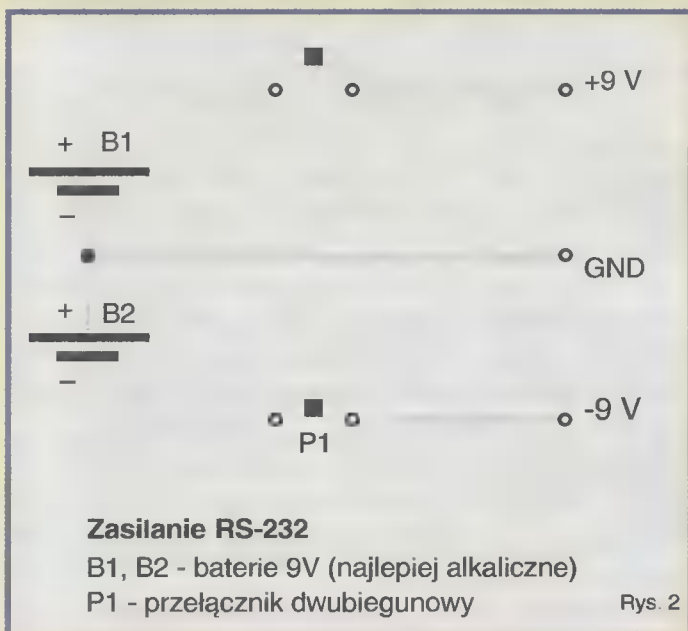 +9 V
+ B1
−
GND
+ B2
−
P1
-9 V
Zasilanie RS-232
B1, B2 - baterie 9V (najlepiej alkaliczne)
P1 - przełącznik dwubiegunowy
Rys. 2